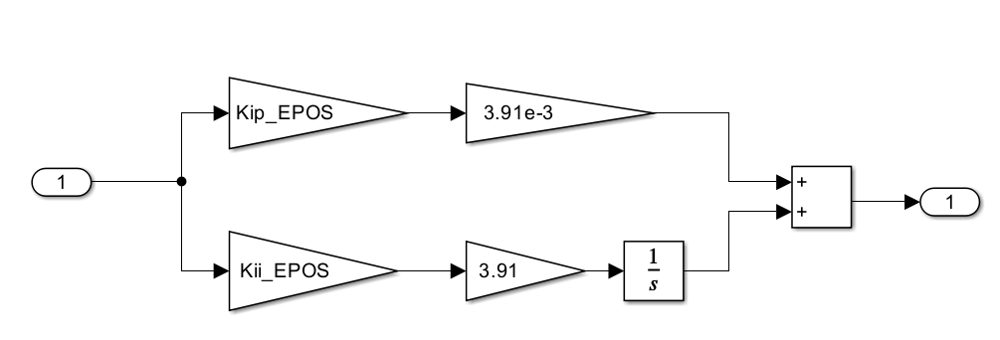 Kip_EPOS
3.91e-3
1
+
+
1
Kii_EPOS
3.91
1
s